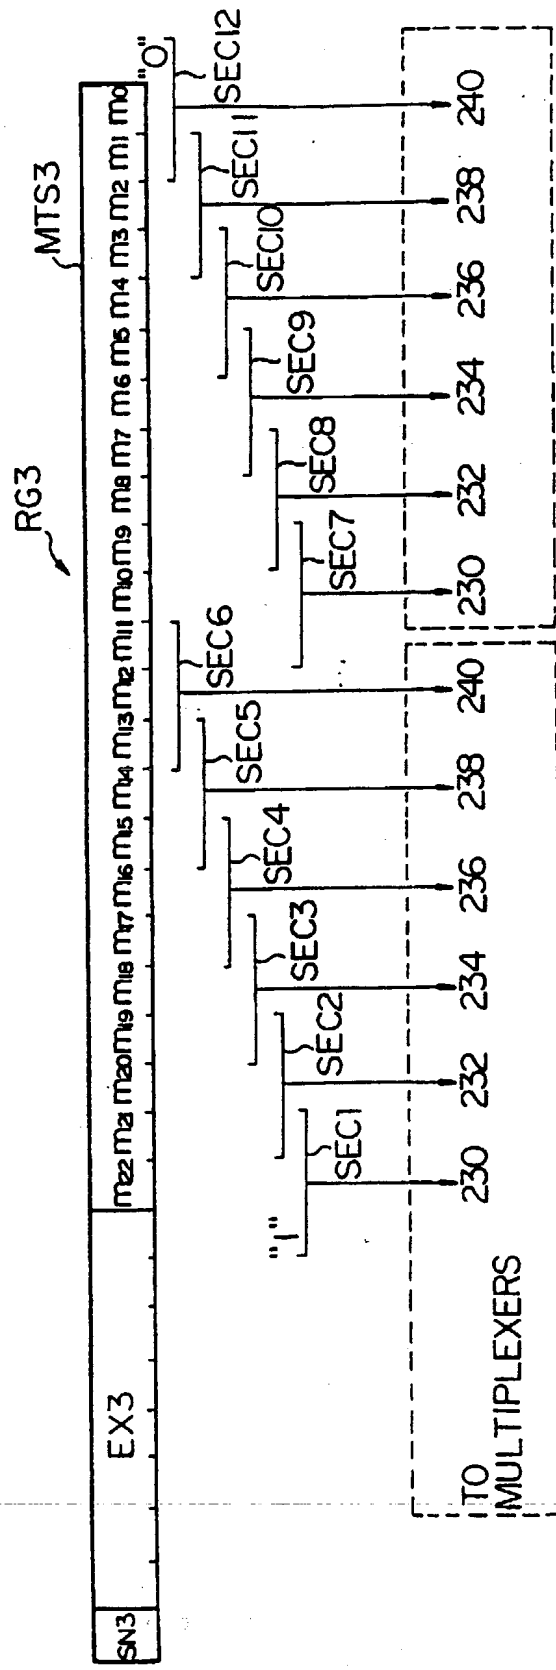 RG3
MTS3
SN3 EX3 m22 m21 m20 m19 m18 m17 m16 m15 m14 m13 m12 m11 m10 m9 m8 m7 m6 m5 m4 m3 m2 m1 m0
"1" "0"
SEC1 SEC2 SEC3 SEC4 SEC5 SEC6 SEC7 SEC8 SEC9 SEC10 SEC11 SEC12
TO
MULTIPLEXERS
230 232 234 236 238 240 230 232 234 236 238 240